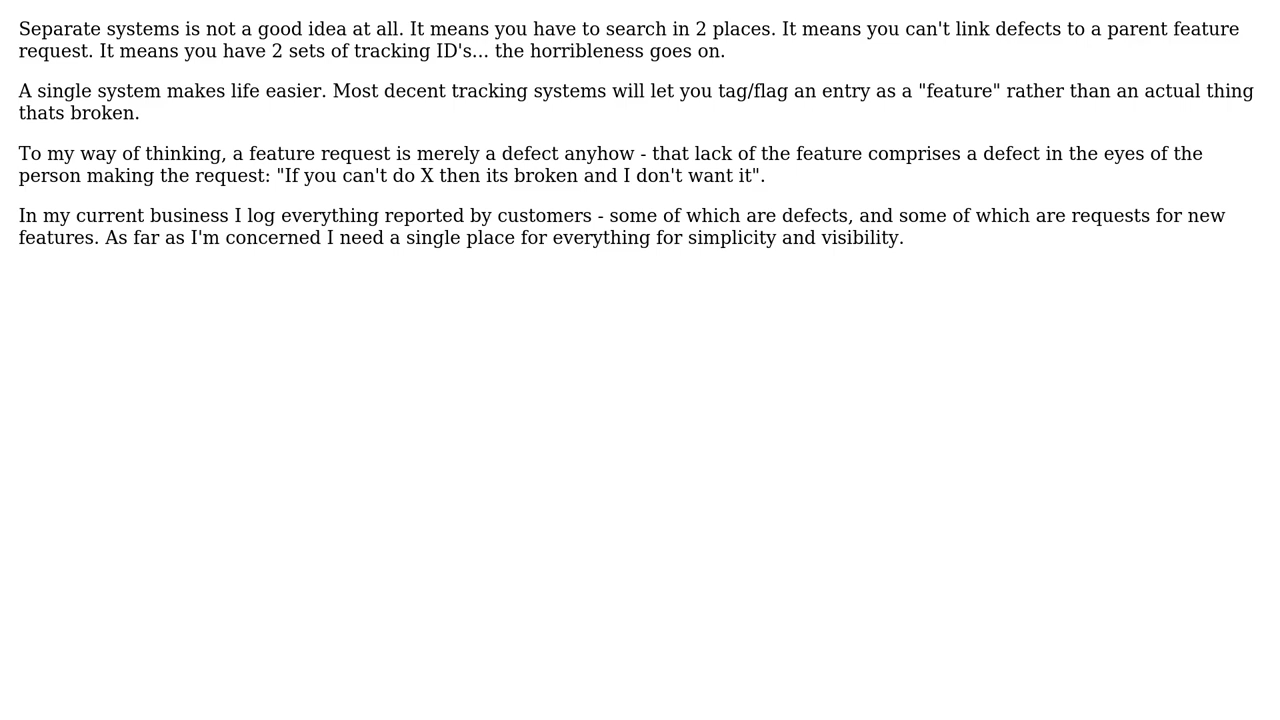 Separate systems is not a good idea at all. It means you have to search in 2 places. It means you can't link defects to a parent feature
request. It means you have 2 sets of tracking ID's... the horribleness goes on.
A single system makes life easier. Most decent tracking systems will let you tag/flag an entry as a "feature" rather than an actual thing
thats broken.
To my way of thinking, a feature request is merely a defect anyhow - that lack of the feature comprises a defect in the eyes of the
person making the request: "If you can't do X then its broken and I don't want it".
In my current business I log everything reported by customers - some of which are defects, and some of which are requests for new
features. As far as I'm concerned I need a single place for everything for simplicity and visibility.